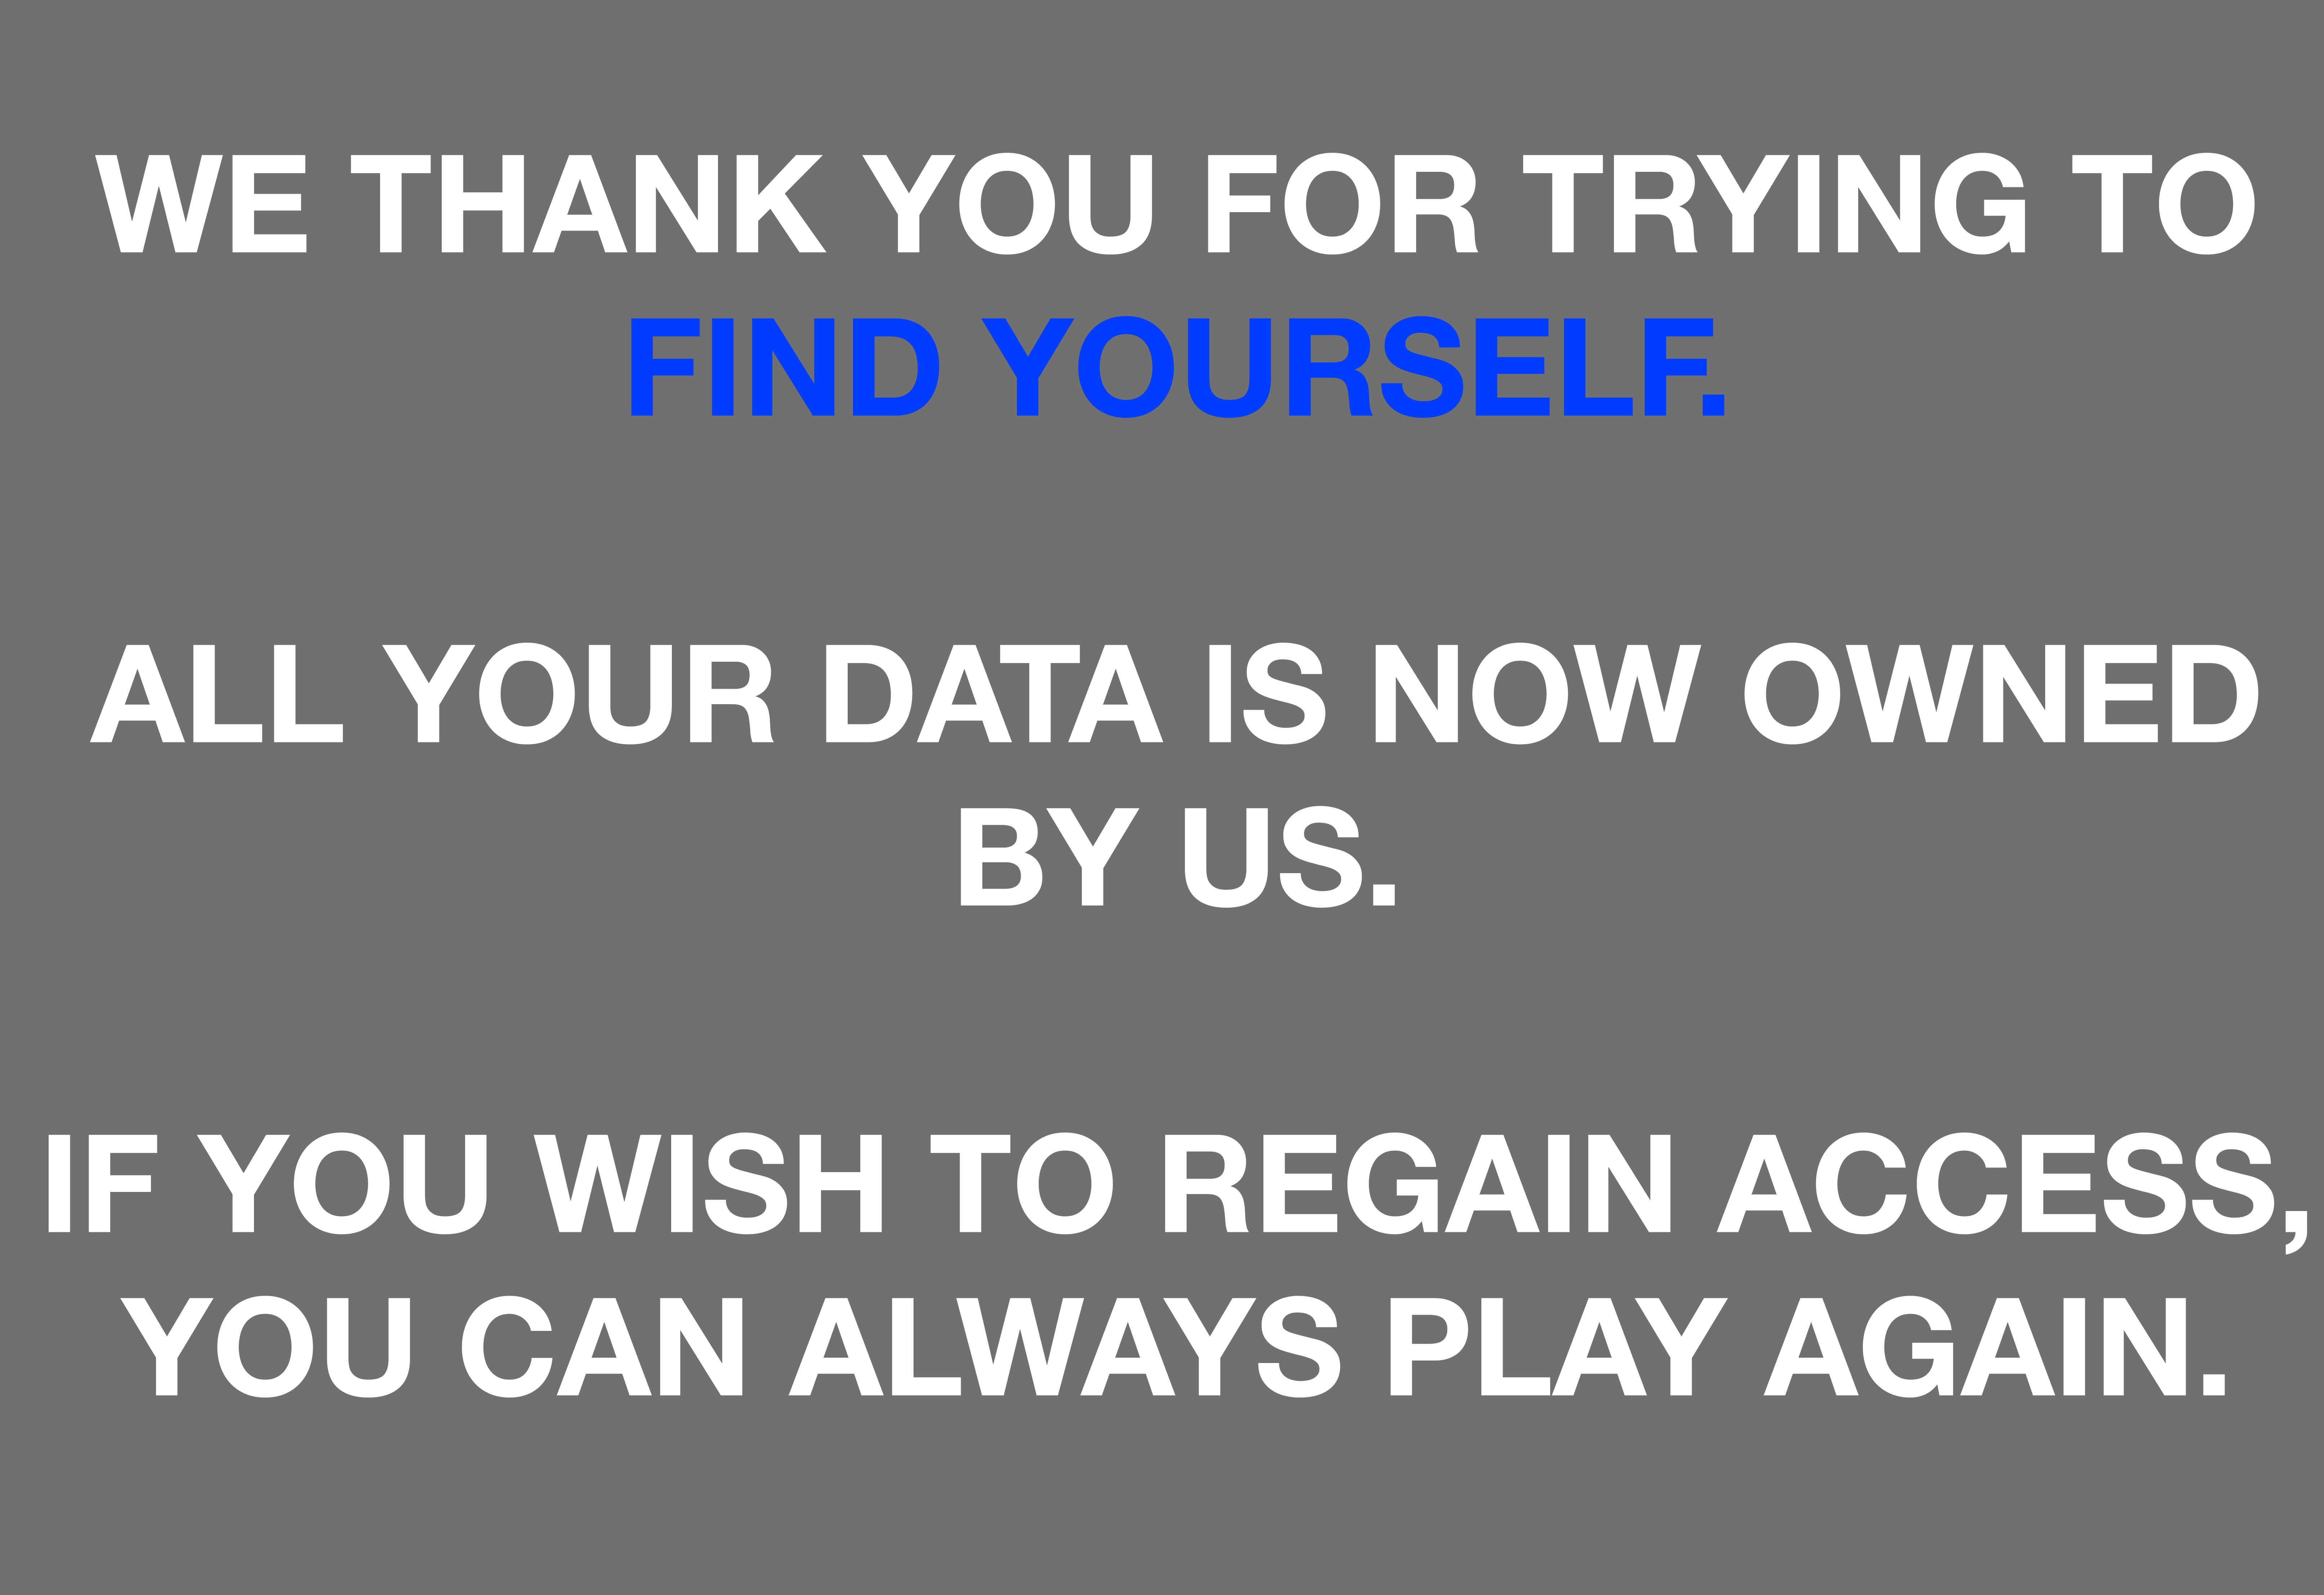 WE THANK YOU FOR TRYING TO
FIND YOURSELF.
ALL YOUR DATA IS NOW OWNED
BY US.
IF YOU WISH TO REGAIN ACCESS,
YOU CAN ALWAYS PLAY AGAIN.